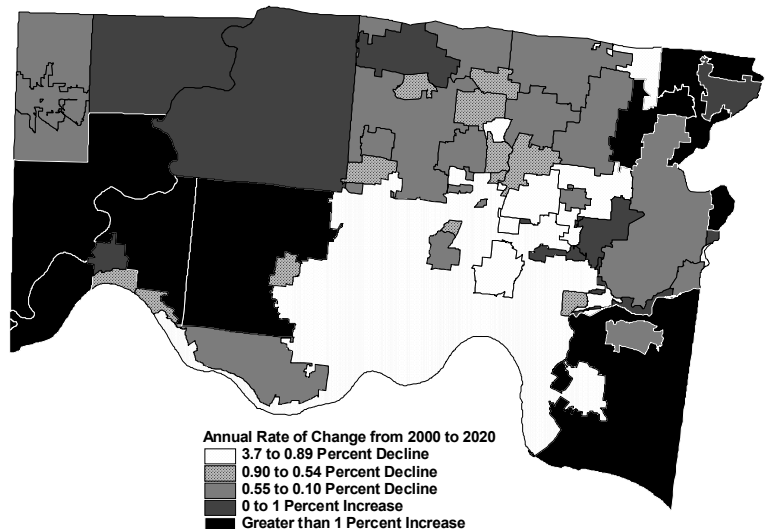 Annual Rate of Change from 2000 to 2020
3.7 to 0.89 Percent Decline
0.90 to 0.54 Percent Decline
0.55 to 0.10 Percent Decline
0 to 1 Percent Increase
Greater than 1 Percent Increase